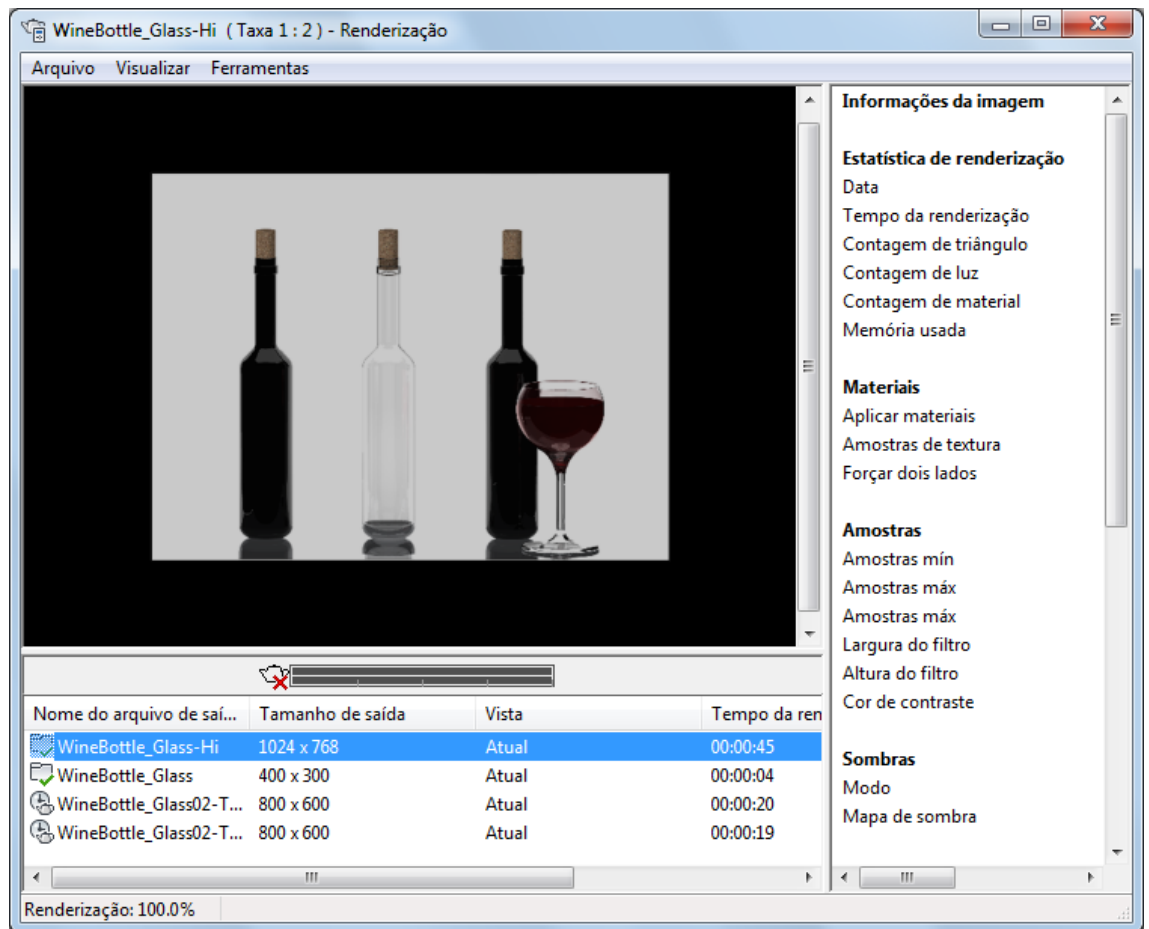 WineBottle_Glass-Hi ( Taxa 1 : 2 ) - Renderização
Arquivo Visualizar Ferramentas
Informações da imagem
Estatística de renderização
Data
Tempo da renderização
Contagem de triângulo
Contagem de luz
Contagem de material
Memória usada
Materiais
Aplicar materiais
Amostras de textura
Forçar dois lados
Amostras
Amostras mín
Amostras máx
Amostras máx
Largura do filtro
Altura do filtro
Cor de contraste
Sombras
Modo
Mapa de sombra
Nome do arquivo de saí... Tamanho de saída Vista Tempo da ren
WineBottle_Glass-Hi 1024 x 768 Atual 00:00:45
WineBottle_Glass 400 x 300 Atual 00:00:04
WineBottle_Glass02-T... 800 x 600 Atual 00:00:20
WineBottle_Glass02-T... 800 x 600 Atual 00:00:19
Renderização: 100.0%